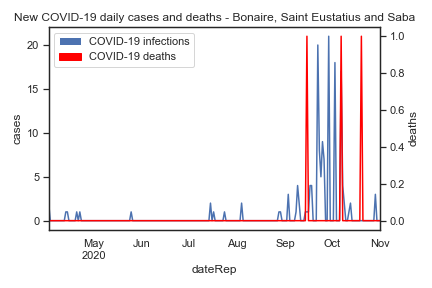 New COVID-19 daily cases and deaths - Bonaire, Saint Eustatius and Saba
COVID-19 infections
COVID-19 deaths
20
15
10
5
0
cases
1.0
0.8
0.6
0.4
0.2
0.0
deaths
May Jun Jul Aug Sep Oct Nov
2020
dateRep